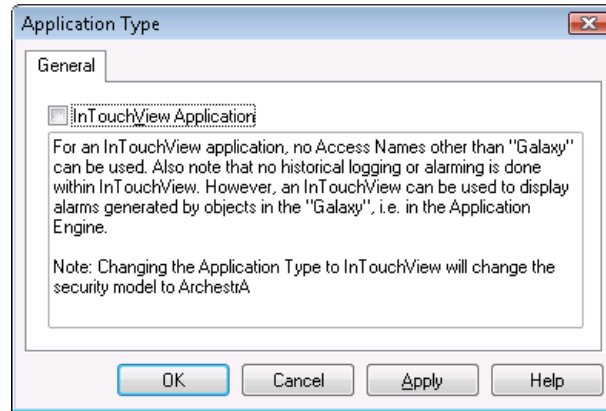 Application Type
General
InTouchView Application
For an InTouchView application, no Access Names other than "Galaxy"
can be used. Also note that no historical logging or alarming is done
within InTouchView. However, an InTouchView can be used to display
alarms generated by objects in the "Galaxy", i.e. in the Application
Engine.
Note: Changing the Application Type to InTouchView will change the
security model to ArchestrA
OK Cancel Apply Help